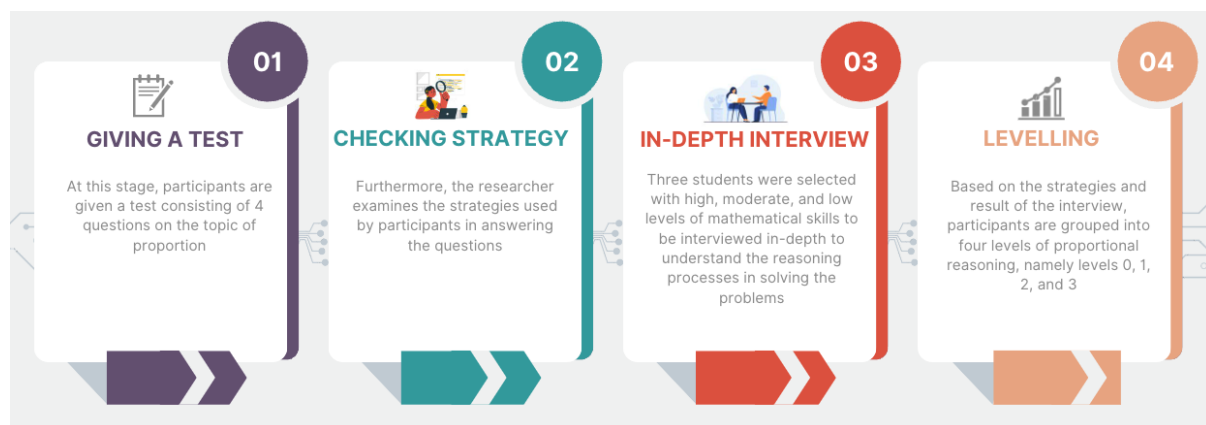 01
GIVING A TEST
At this stage, participants are
given a test consisting of 4
questions on the topic of
proportion
02
CHECKING STRATEGY
Furthermore, the researcher
examines the strategies used
by participants in answering
the questions
03
IN-DEPTH INTERVIEW
Three students were selected
with high, moderate, and low
levels of mathematical skills to
be interviewed in-depth to
understand the reasoning
processes in solving the
problems
04
LEVELLING
Based on the strategies and
result of the interview,
participants are grouped into
four levels of proportional
reasoning, namely levels 0, 1,
2, and 3